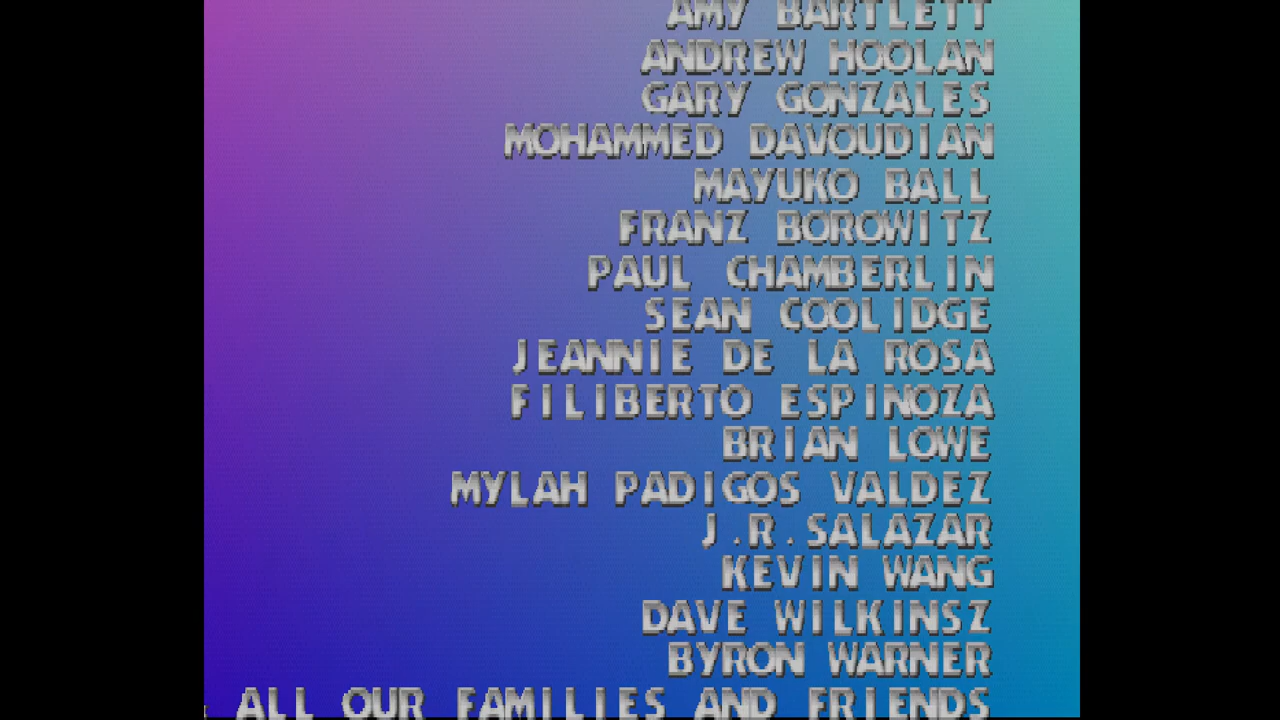 AMY BARTLETT
ANDREW HOOLAN
GARY GONZALES
MOHAMMED DAVOUDIAN
MAYUKO BALL
FRANZ BOROWITZ
PAUL CHAMBERLIN
SEAN COOLIDGE
JEANNIE DE LA ROSA
FILIBERTO ESPINOZA
BRIAN LOWE
MYLAH PADIGOS VALDEZ
J.R.SALAZAR
KEVIN WANG
DAVE WILKINSZ
BYRON WARNER
ALL OUR FAMILIES AND FRIENDS